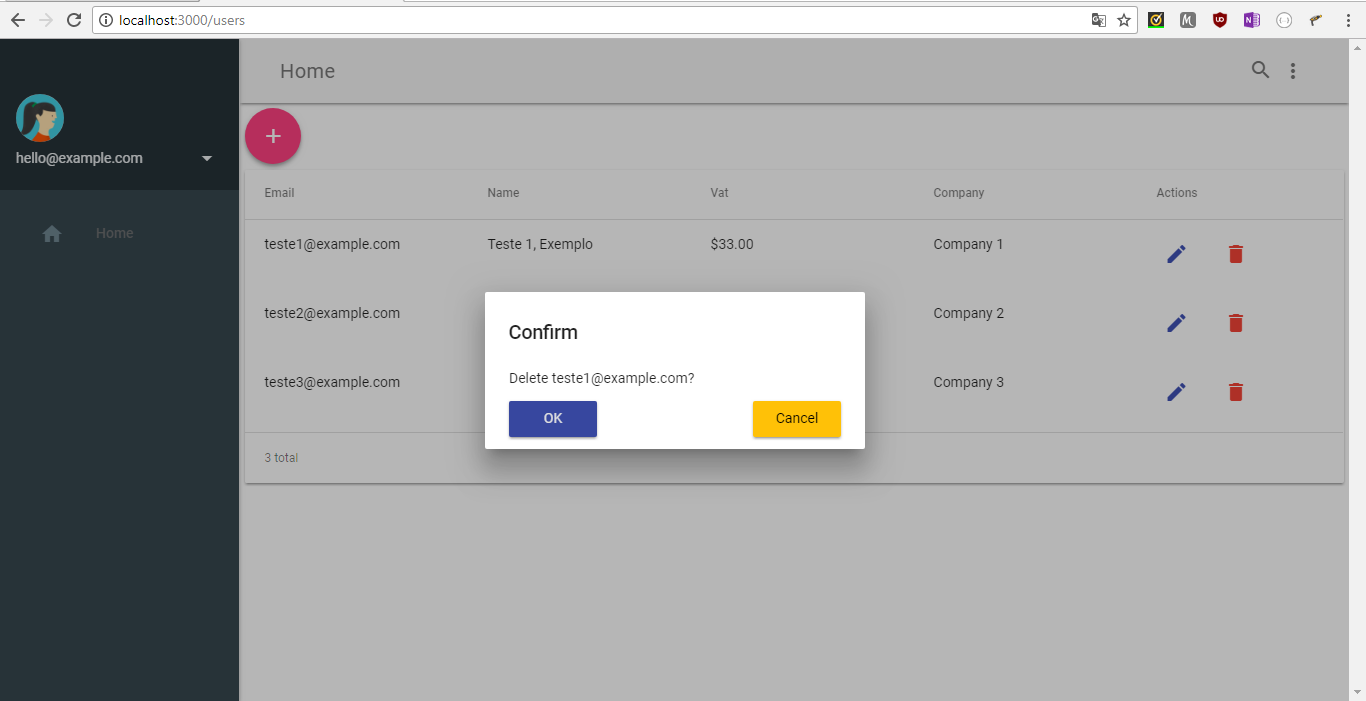 localhost:3000/users
Home
hello@example.com
Home
+
Email Name Vat Company Actions
teste1@example.com Teste 1, Exemplo $33.00 Company 1
teste2@example.com Company 2
teste3@example.com Company 3
3 total
Confirm
Delete teste1@example.com?
OK Cancel